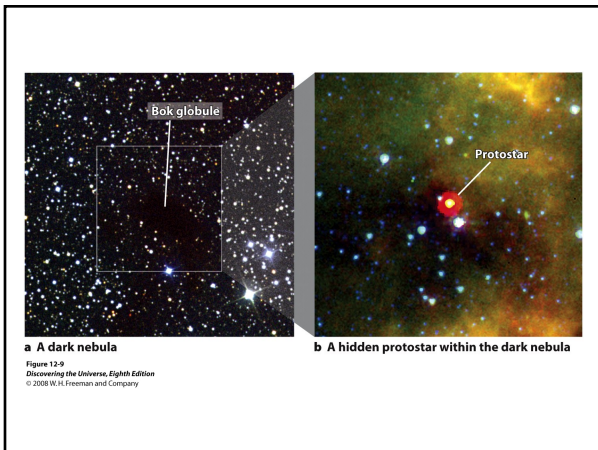 Bok globule
Protostar
a A dark nebula
b A hidden protostar within the dark nebula
Figure 12-9
Discovering the Universe, Eighth Edition
© 2008 W. H. Freeman and Company